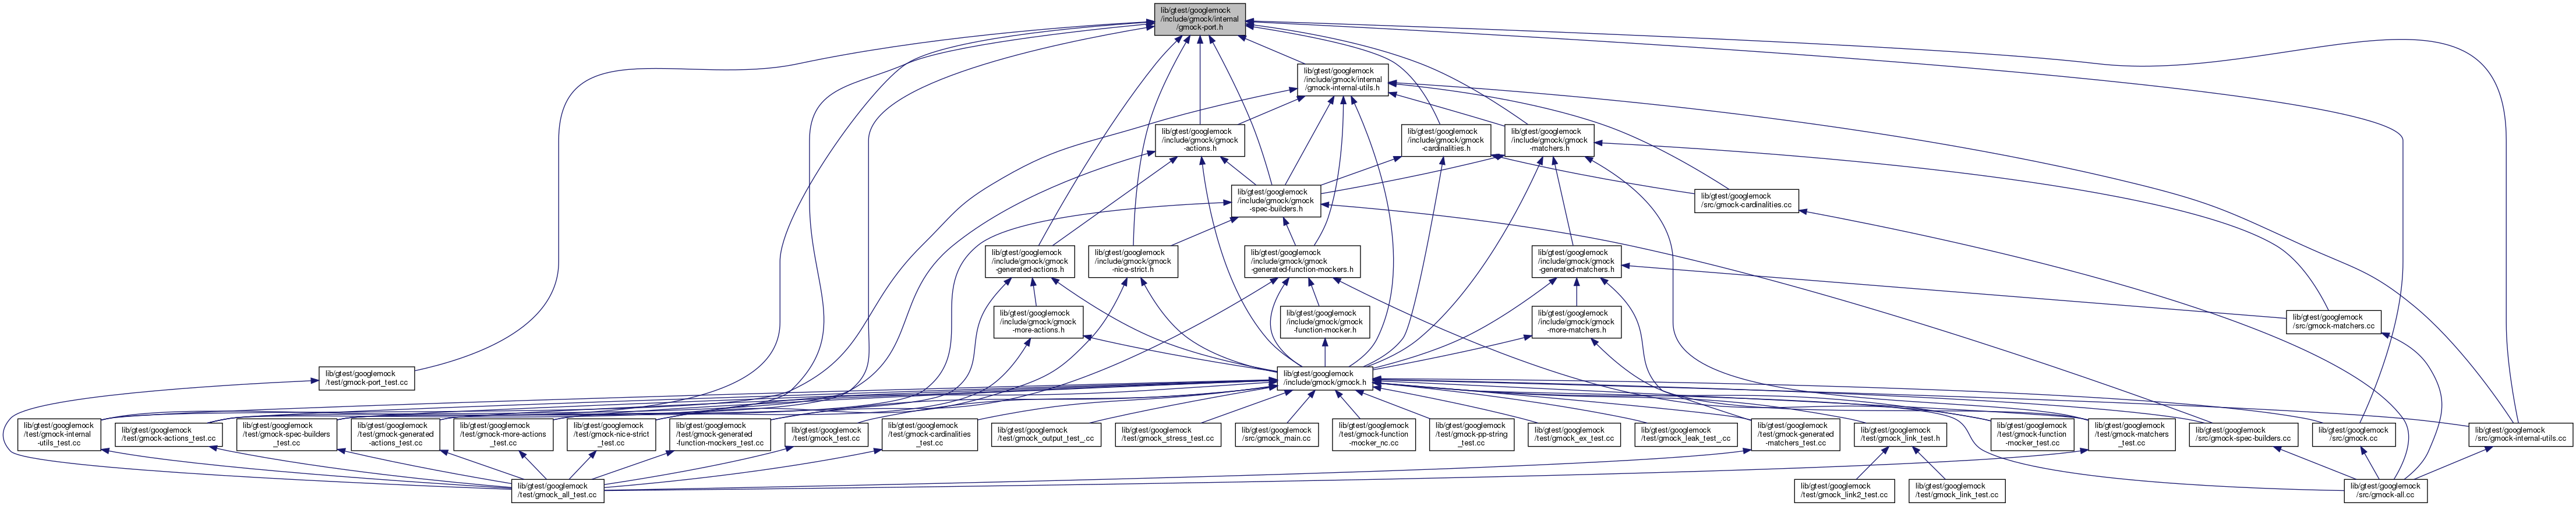 lib/gtest/googlemock
/include/gmock/internal
/gmock-port.h
lib/gtest/googlemock
/include/gmock/internal
/gmock-internal-utils.h
lib/gtest/googlemock
/include/gmock/gmock
-actions.h
lib/gtest/googlemock
/include/gmock/gmock
-cardinalities.h
lib/gtest/googlemock
/include/gmock/gmock
-matchers.h
lib/gtest/googlemock
/include/gmock/gmock
-spec-builders.h
lib/gtest/googlemock
/src/gmock-cardinalities.cc
lib/gtest/googlemock
/include/gmock/gmock
-generated-actions.h
lib/gtest/googlemock
/include/gmock/gmock
-nice-strict.h
lib/gtest/googlemock
/include/gmock/gmock
-generated-function-mockers.h
lib/gtest/googlemock
/include/gmock/gmock
-generated-matchers.h
lib/gtest/googlemock
/include/gmock/gmock
-more-actions.h
lib/gtest/googlemock
/include/gmock/gmock
-function-mocker.h
lib/gtest/googlemock
/include/gmock/gmock
-more-matchers.h
lib/gtest/googlemock
/src/gmock-matchers.cc
lib/gtest/googlemock
/test/gmock-port_test.cc
lib/gtest/googlemock
/include/gmock/gmock.h
lib/gtest/googlemock
/test/gmock-internal
-utils_test.cc
lib/gtest/googlemock
/test/gmock-actions_test.cc
lib/gtest/googlemock
/test/gmock-spec-builders
_test.cc
lib/gtest/googlemock
/test/gmock-generated
-actions_test.cc
lib/gtest/googlemock
/test/gmock-more-actions
_test.cc
lib/gtest/googlemock
/test/gmock-nice-strict
_test.cc
lib/gtest/googlemock
/test/gmock-generated
-function-mockers_test.cc
lib/gtest/googlemock
/test/gmock_test.cc
lib/gtest/googlemock
/test/gmock-cardinalities
_test.cc
lib/gtest/googlemock
/test/gmock_output_test_.cc
lib/gtest/googlemock
/test/gmock_stress_test.cc
lib/gtest/googlemock
/src/gmock_main.cc
lib/gtest/googlemock
/test/gmock-function
-mocker_nc.cc
lib/gtest/googlemock
/test/gmock-pp-string
_test.cc
lib/gtest/googlemock
/test/gmock_ex_test.cc
lib/gtest/googlemock
/test/gmock_leak_test_.cc
lib/gtest/googlemock
/test/gmock-generated
-matchers_test.cc
lib/gtest/googlemock
/test/gmock_link_test.h
lib/gtest/googlemock
/test/gmock-function
-mocker_test.cc
lib/gtest/googlemock
/test/gmock-matchers
_test.cc
lib/gtest/googlemock
/src/gmock-spec-builders.cc
lib/gtest/googlemock
/src/gmock.cc
lib/gtest/googlemock
/src/gmock-internal-utils.cc
lib/gtest/googlemock
/test/gmock_all_test.cc
lib/gtest/googlemock
/test/gmock_link2_test.cc
lib/gtest/googlemock
/test/gmock_link_test.cc
lib/gtest/googlemock
/src/gmock-all.cc